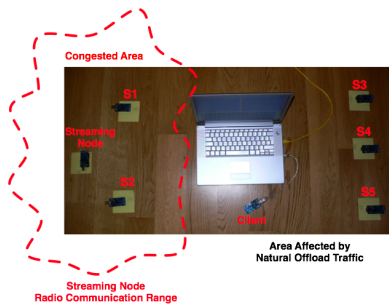 Congested Area
S1
S3
S4
Streaming
Node
S2
S5
Client
Area Affected by
Natural Offload Traffic
Streaming Node
Radio Communication Range